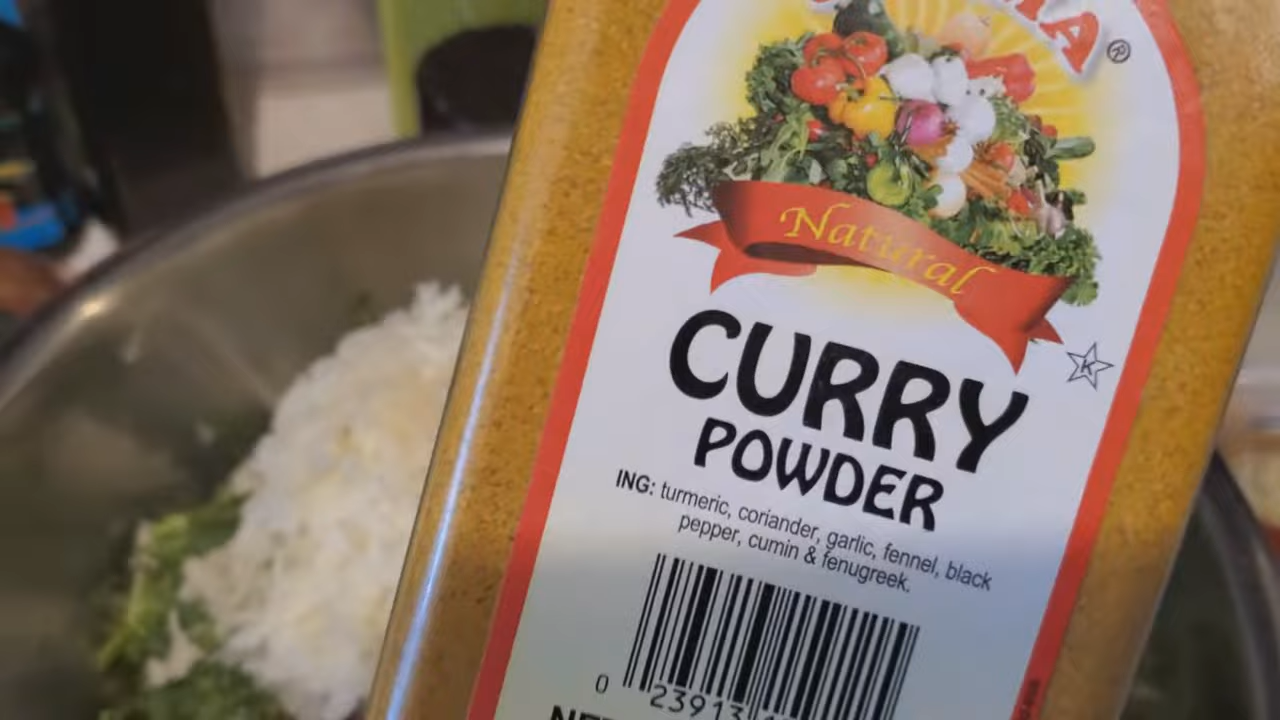 ®
Natural
K
CURRY
POWDER
ING: turmeric, coriander, garlic, fennel, black
pepper, cumin & fenugreek.
0 23913